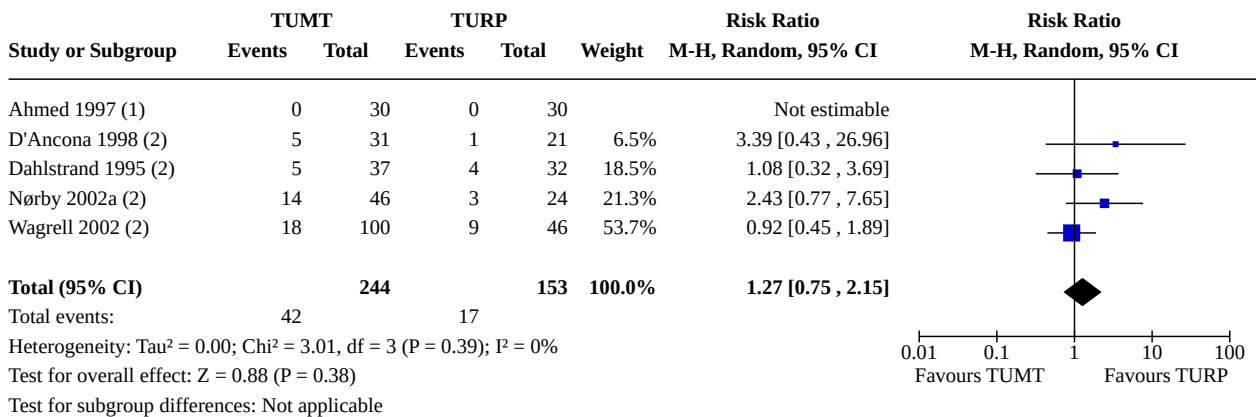 TUMT TURP Risk Ratio Risk Ratio
Study or Subgroup Events Total Events Total Weight M-H, Random, 95% CI M-H, Random, 95% CI
Ahmed 1997 (1) 0 30 0 30 Not estimable
D'Ancona 1998 (2) 5 31 1 21 6.5% 3.39 [0.43 , 26.96]
Dahlstrand 1995 (2) 5 37 4 32 18.5% 1.08 [0.32 , 3.69]
Nørby 2002a (2) 14 46 3 24 21.3% 2.43 [0.77 , 7.65]
Wagrell 2002 (2) 18 100 9 46 53.7% 0.92 [0.45 , 1.89]
Total (95% CI) 244 153 100.0% 1.27 [0.75 , 2.15]
Total events: 42 17
Heterogeneity: Tau² = 0.00; Chi² = 3.01, df = 3 (P = 0.39); I² = 0%
0.01 0.1 1 10 100
Test for overall effect: Z = 0.88 (P = 0.38) Favours TUMT Favours TURP
Test for subgroup differences: Not applicable